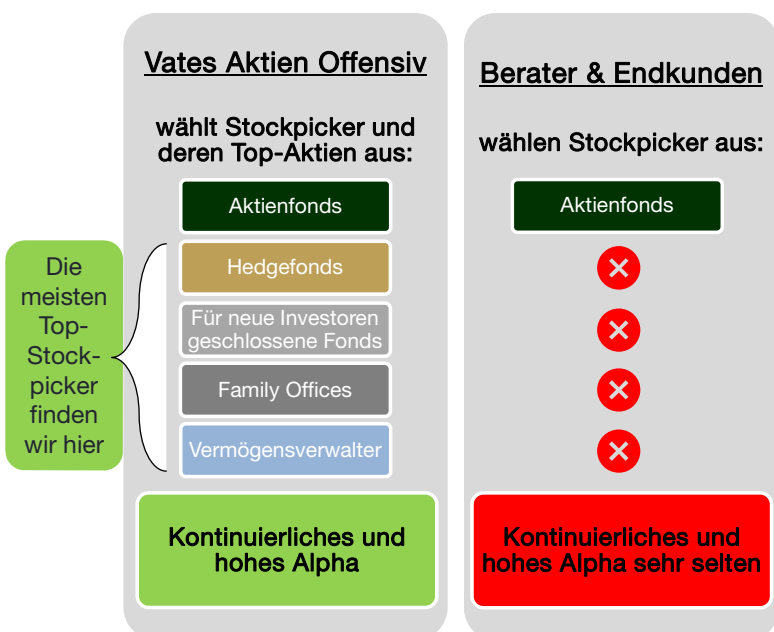 Vates Aktien Offensiv
wählt Stockpicker und
deren Top-Aktien aus:
Aktienfonds
Hedgefonds
Für neue Investoren
geschlossene Fonds
Family Offices
Vermögensverwalter
Die
meisten
Top-
Stock-
picker
finden
wir hier
Kontinuierliches und
hohes Alpha
Berater & Endkunden
wählen Stockpicker aus:
Aktienfonds
Kontinuierliches und
hohes Alpha sehr selten